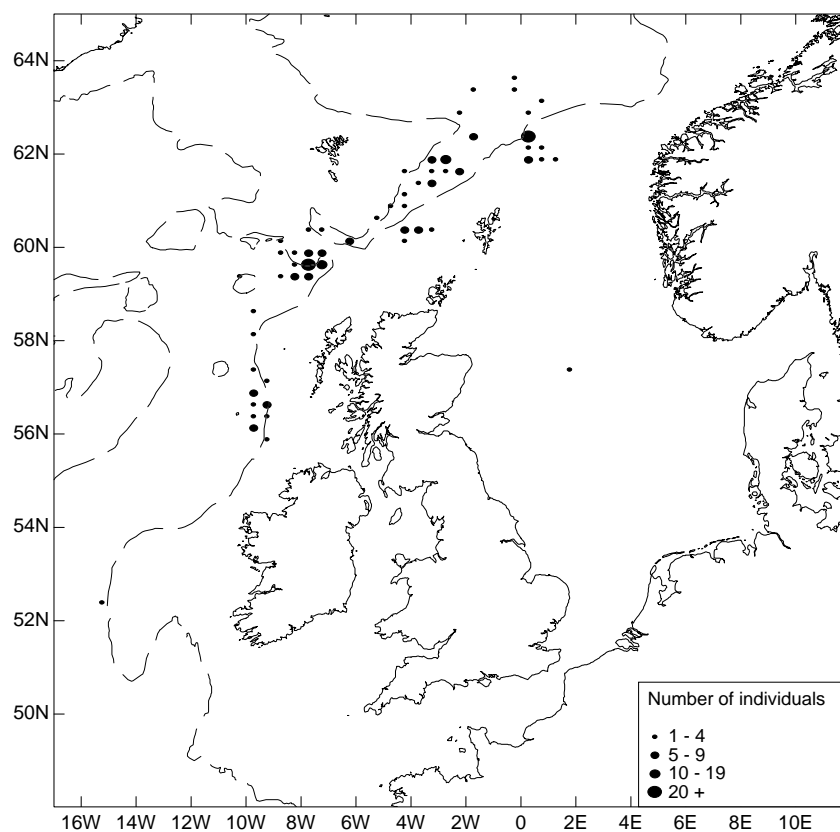 64N
62N
60N
58N
56N
54N
52N
50N
Number of individuals
1 - 4
5 - 9
10 - 19
20 +
16W 14W 12W 10W 8W 6W 4W 2W 0 2E 4E 6E 8E 10E